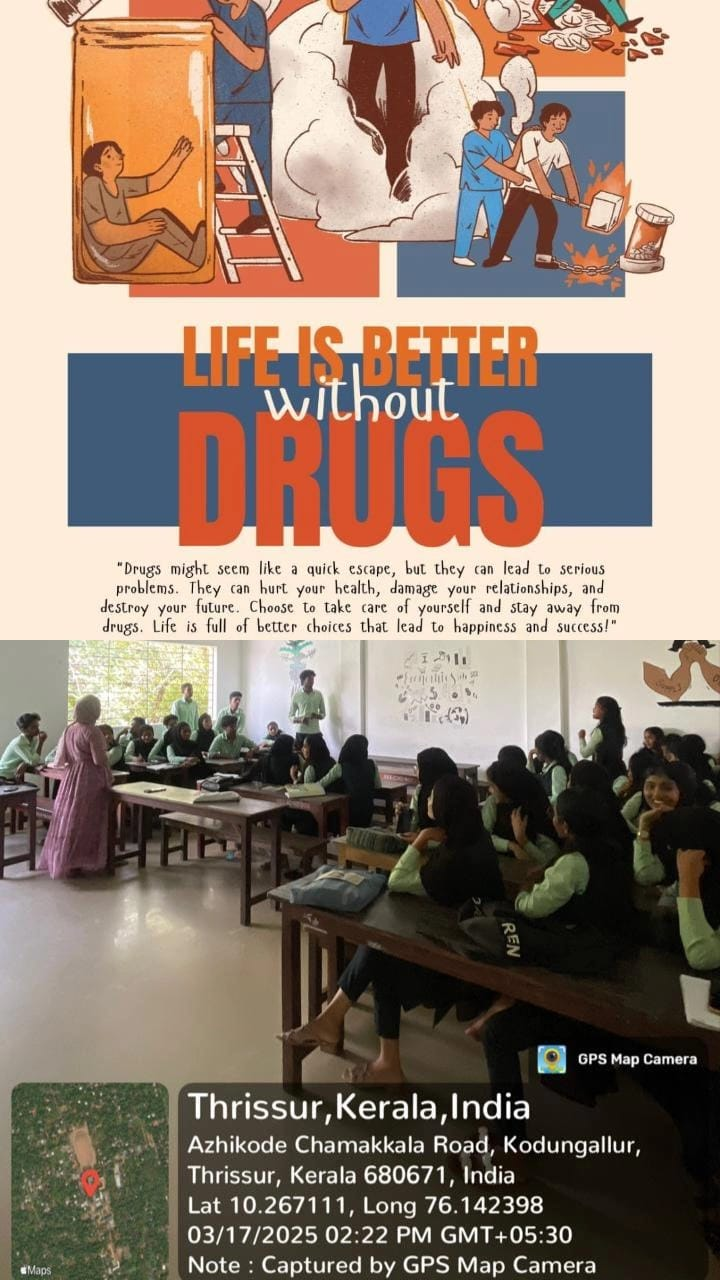 LIFE IS BETTER
without
DRUGS
"Drugs might seem like a quick escape, but they can lead to serious
problems. They can hurt your health, damage your relationships, and
destroy your future. Choose to take care of yourself and stay away from
drugs. Life is full of better choices that lead to happiness and success!"
Economics
REN
GPS Map Camera
Thrissur,Kerala,India
Azhikode Chamakkala Road, Kodungallur,
Thrissur, Kerala 680671, India
Lat 10.267111, Long 76.142398
03/17/2025 02:22 PM GMT+05:30
Note : Captured by GPS Map Camera
Maps